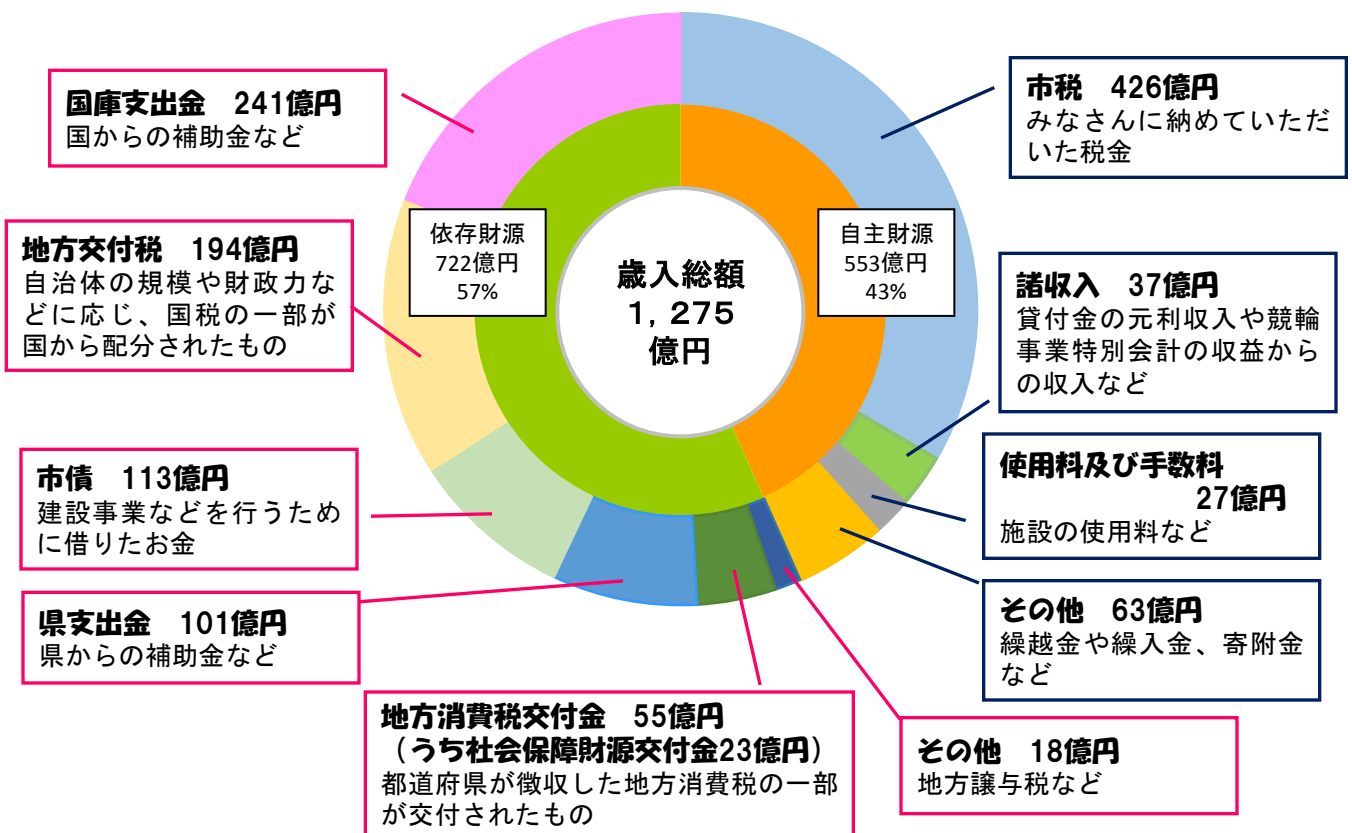 国庫支出金　241億円
国からの補助金など
地方交付税　194億円
自治体の規模や財政力な
どに応じ、国税の一部が
国から配分されたもの
市債　113億円
建設事業などを行うため
に借りたお金
県支出金　101億円
県からの補助金など
地方消費税交付金　55億円
（うち社会保障財源交付金23億円）
都道府県が徴収した地方消費税の一部
が交付されたもの
その他　18億円
地方譲与税など
依存財源
722億円
57%
歳入総額
1,275
億円
自主財源
553億円
43%
市税　426億円
みなさんに納めていただ
いた税金
諸収入　37億円
貸付金の元利収入や競輪
事業特別会計の収益から
の収入など
使用料及び手数料
27億円
施設の使用料など
その他　63億円
繰越金や繰入金、寄附金
など